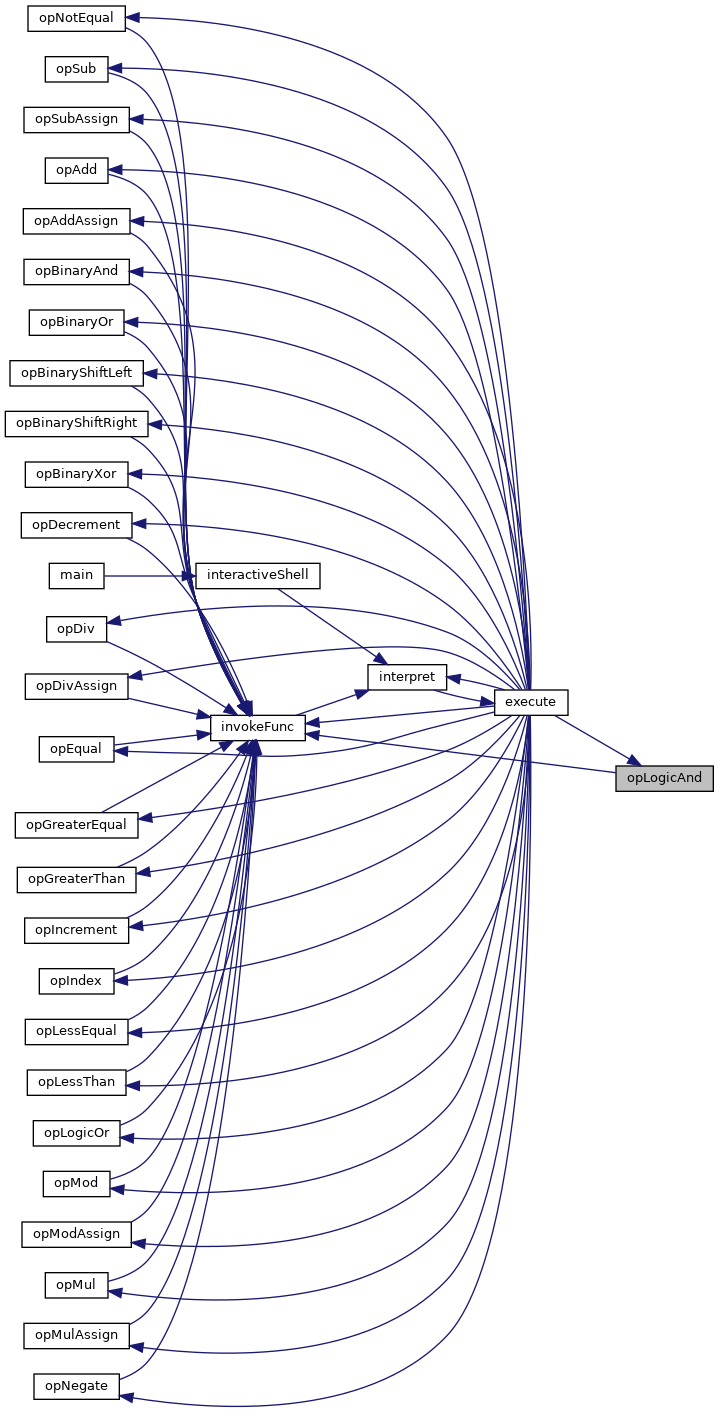 opNotEqual
opSub
opSubAssign
opAdd
opAddAssign
opBinaryAnd
opBinaryOr
opBinaryShiftLeft
opBinaryShiftRight
opBinaryXor
opDecrement
main
interactiveShell
opDiv
interpret
opDivAssign
execute
invokeFunc
opEqual
opLogicAnd
opGreaterEqual
opGreaterThan
opIncrement
opIndex
opLessEqual
opLessThan
opLogicOr
opMod
opModAssign
opMul
opMulAssign
opNegate